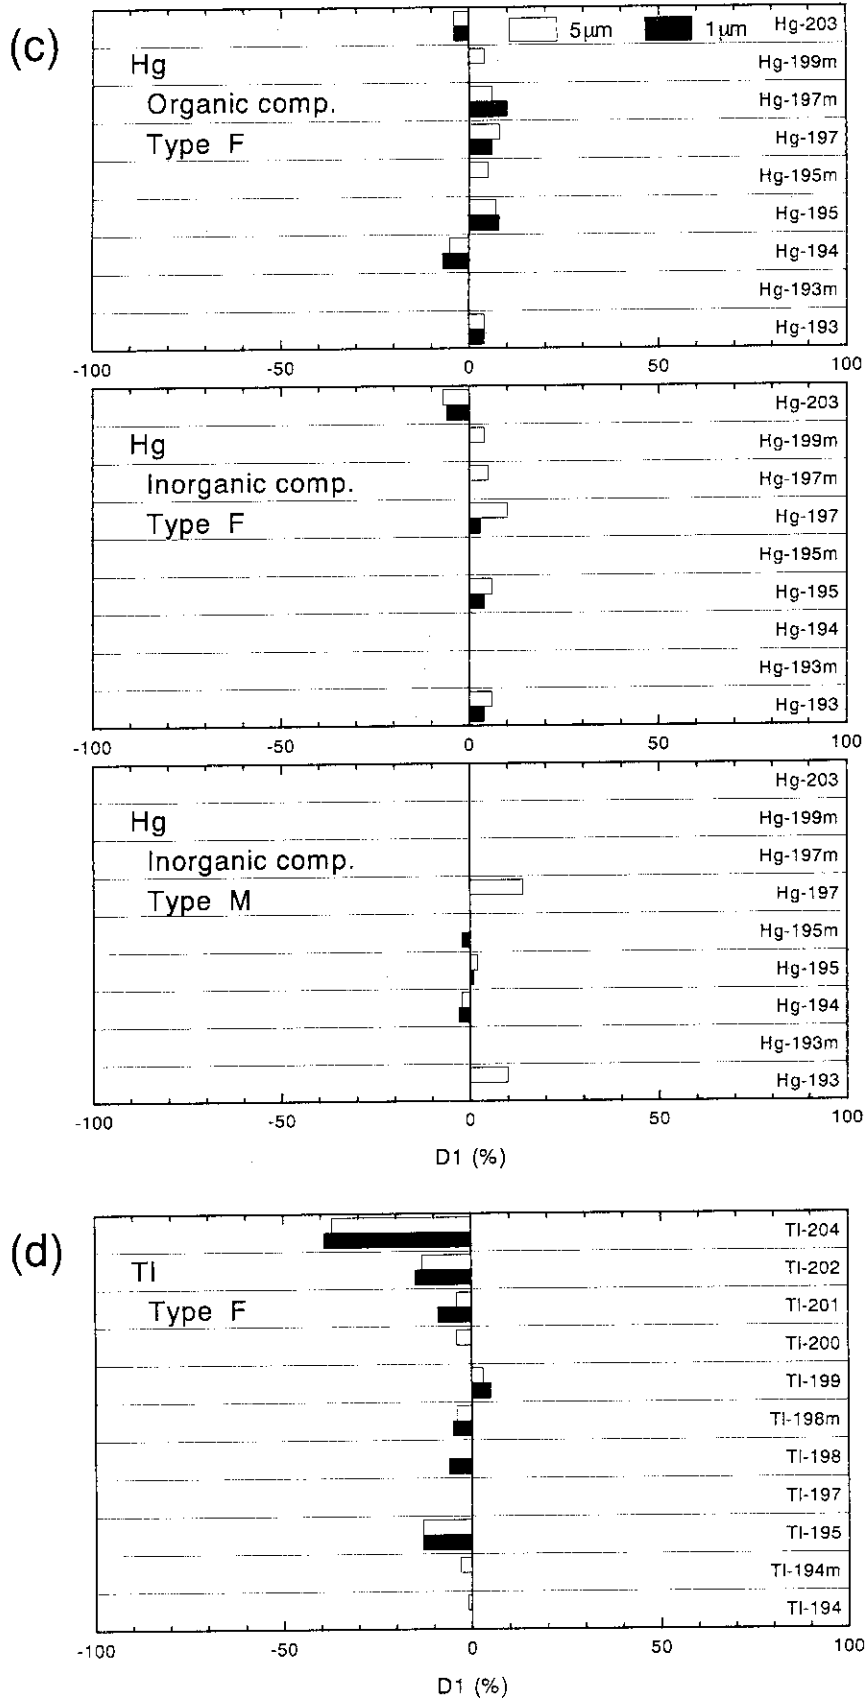 (c)
5μm 1μm Hg-203
Hg Hg-199m
Organic comp. Hg-197m
Type F Hg-197
Hg-195m
Hg-195
Hg-194
Hg-193m
Hg-193
-100 -50 0 50 100
Hg-203
Hg Hg-199m
Inorganic comp. Hg-197m
Type F Hg-197
Hg-195m
Hg-195
Hg-194
Hg-193m
Hg-193
-100 -50 0 50 100
Hg-203
Hg Hg-199m
Inorganic comp. Hg-197m
Type M Hg-197
Hg-195m
Hg-195
Hg-194
Hg-193m
Hg-193
-100 -50 0 50 100
D1 (%)
(d)
Tl-204
Tl Tl-202
Type F Tl-201
Tl-200
Tl-199
Tl-198m
Tl-198
Tl-197
Tl-195
Tl-194m
Tl-194
-100 -50 0 50 100
D1 (%)